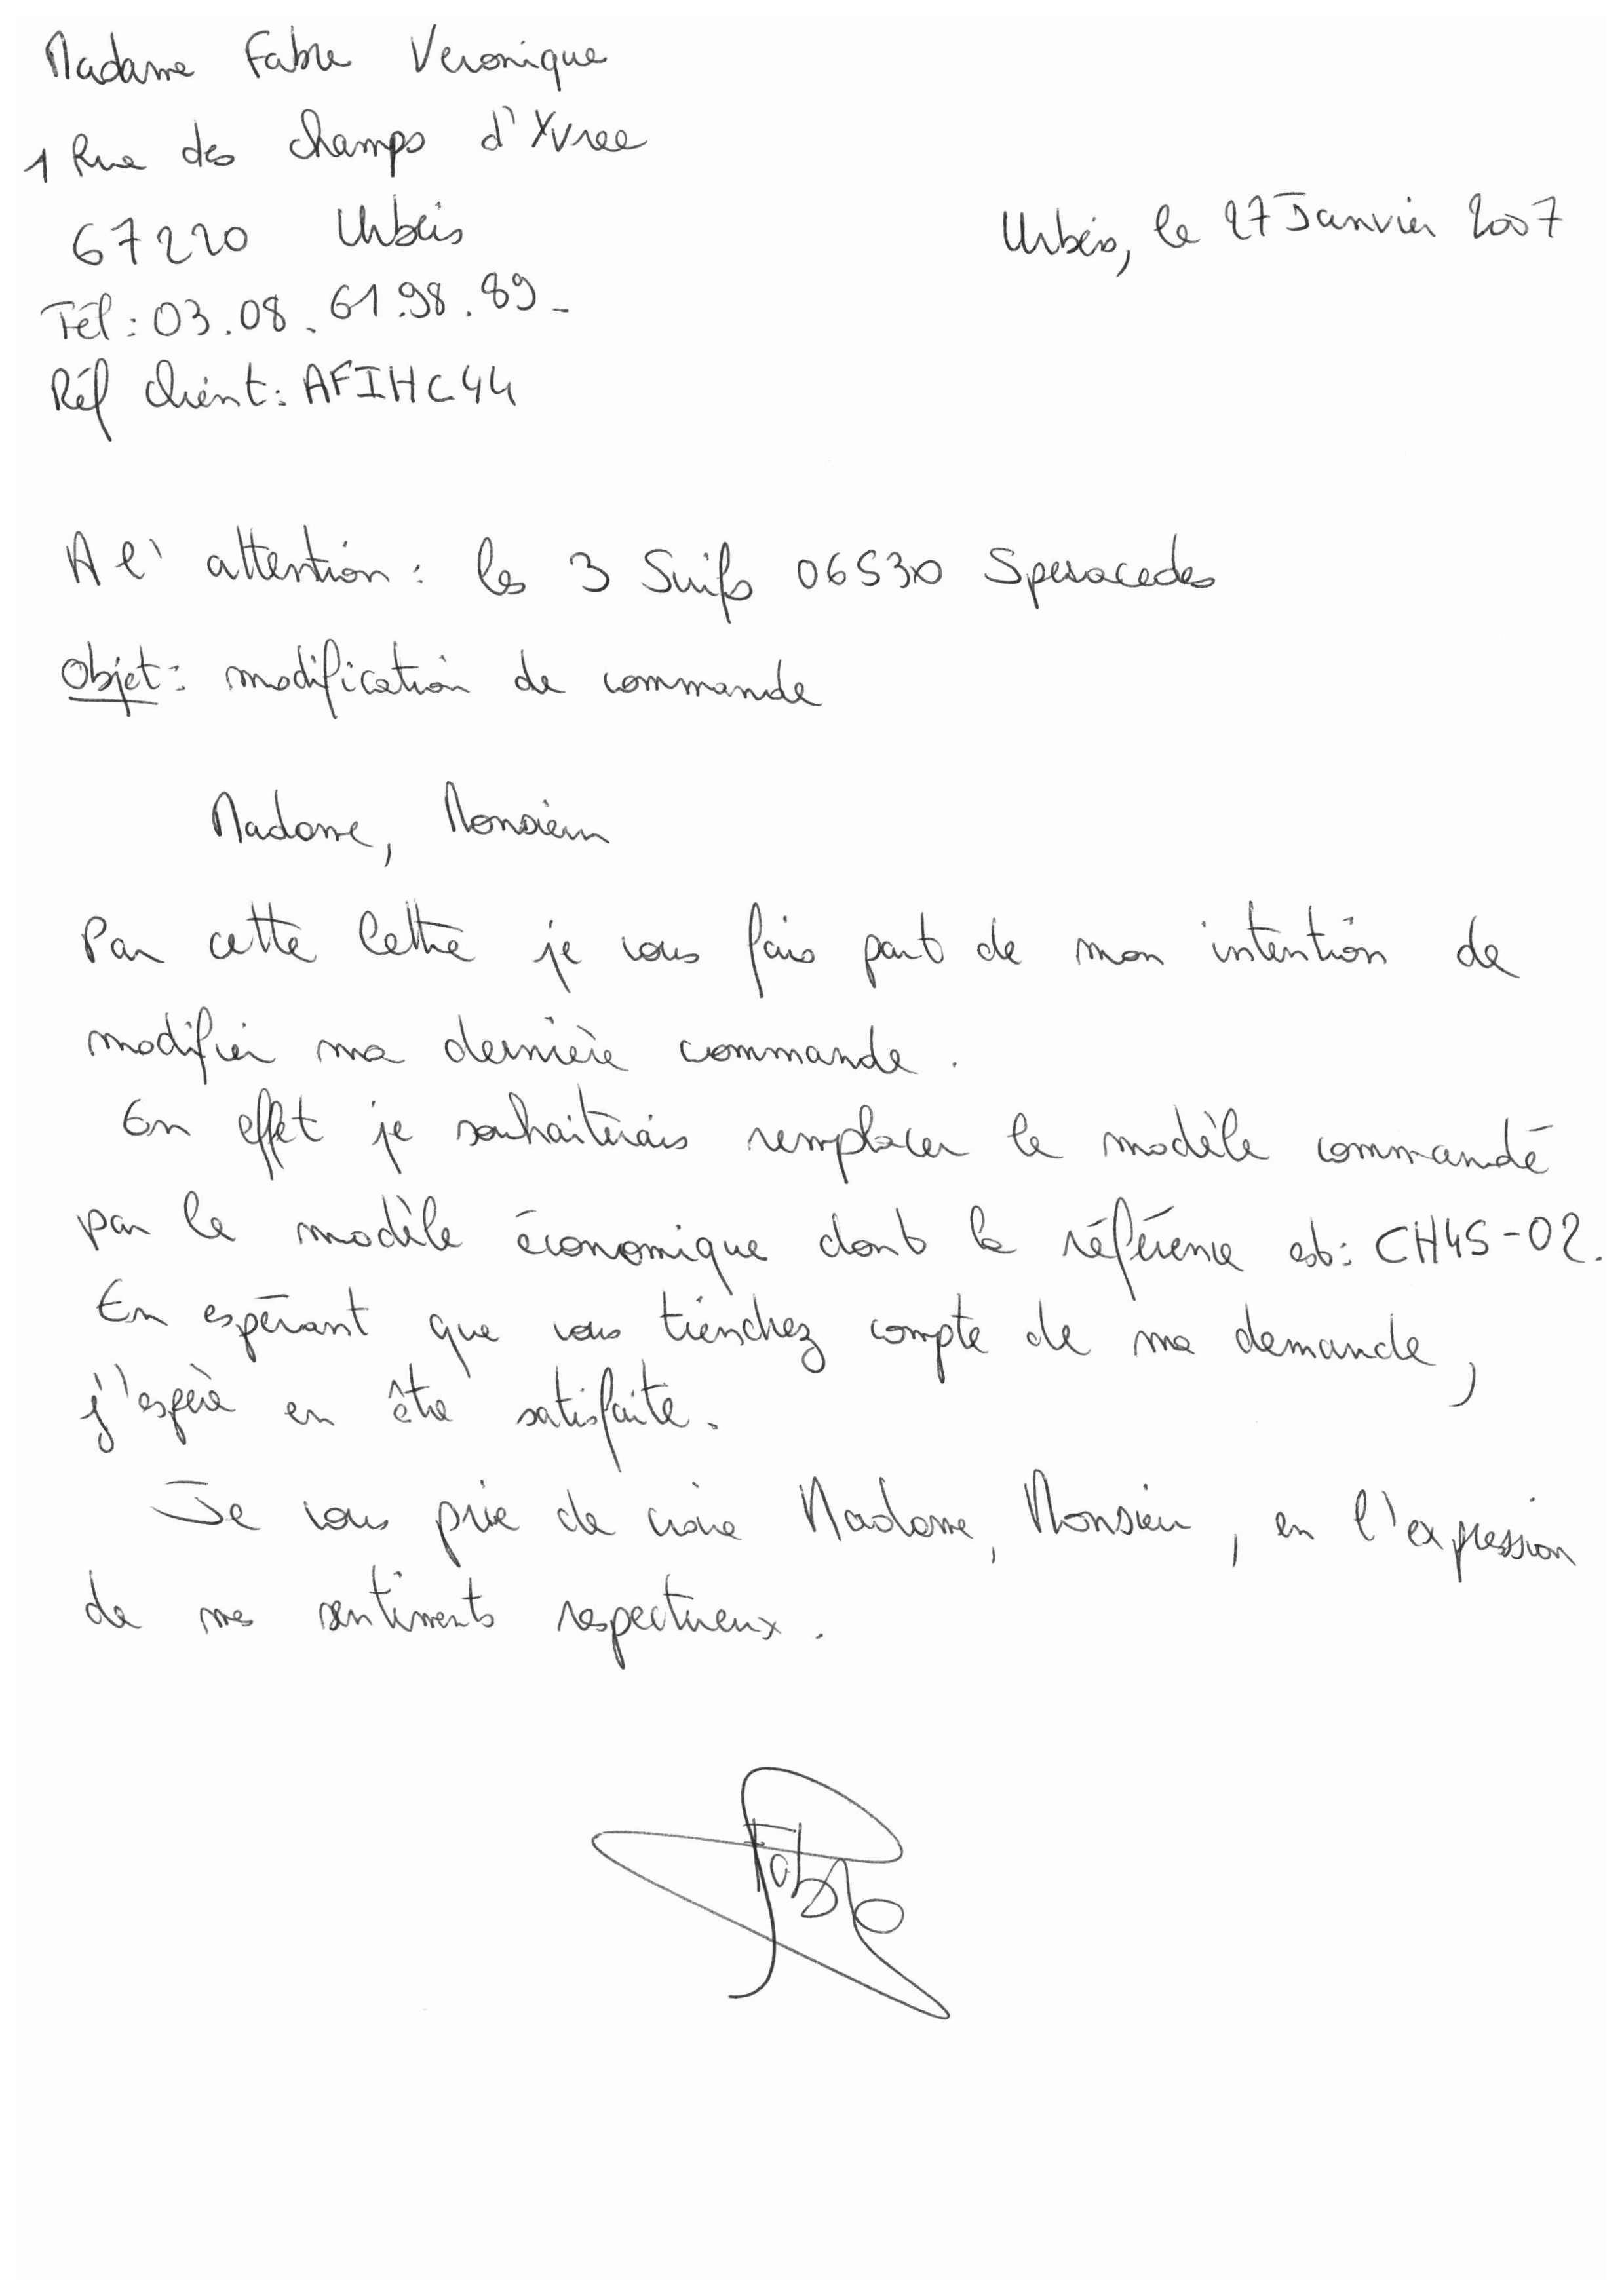 Madame Fabre Veronique
1 Rue des champs d'Yvree
67220 Urbeis
Urbeis, le 27 Janvier 2007
Tél : 03.08.61.98.89-
Réf client : AFIHC44
A l'attention : les 3 Suifs 06530 Speracedes
Objet : modification de commande
Madame, Monsieur
Par cette lettre je vous fais part de mon intention de
modifier ma dernière commande.
En effet je souhaiterais remplacer le modèle commandé
par le modèle économique dont la référence est : CH45-02.
En espérant que vous tiendrez compte de ma demande,
j'espère en être satisfaite.
Je vous prie de croire Madame, Monsieur, en l'expression
de mes sentiments respectueux.
Fabre